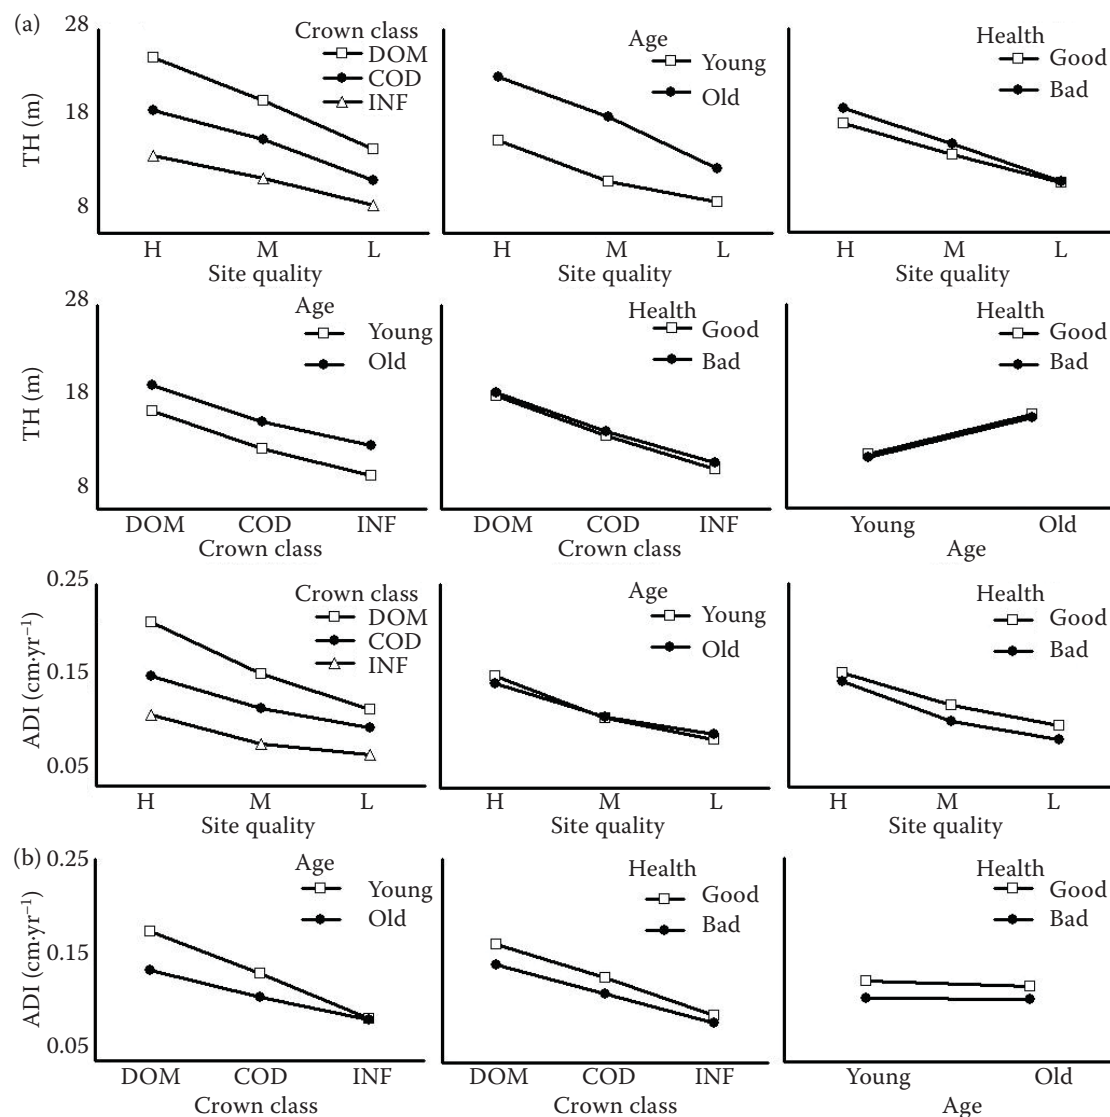 (a)
28
18
8
TH (m)
Crown class
DOM
COD
INF
H M L
Site quality
Age
Young
Old
H M L
Site quality
Health
Good
Bad
H M L
Site quality
28
18
8
TH (m)
Age
Young
Old
DOM COD INF
Crown class
Health
Good
Bad
DOM COD INF
Crown class
Health
Good
Bad
Young Old
Age
0.25
0.15
0.05
ADI (cm·yr⁻¹)
Crown class
DOM
COD
INF
H M L
Site quality
Age
Young
Old
H M L
Site quality
Health
Good
Bad
H M L
Site quality
(b)
0.25
0.15
0.05
ADI (cm·yr⁻¹)
Age
Young
Old
DOM COD INF
Crown class
Health
Good
Bad
DOM COD INF
Crown class
Health
Good
Bad
Young Old
Age